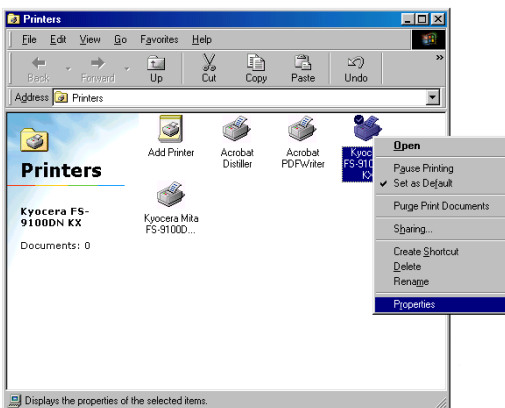 Printers
File Edit View Go Favorites Help
Back Forward Up Cut Copy Paste Undo »
Address Printers
Printers
Kyocera FS-
9100DN KX
Documents: 0
Add Printer
Acrobat
Distiller
Acrobat
PDFWriter
Kyoc
FS-910
KX
Kyocera Mita
FS-9100D...
Open
Pause Printing
Set as Default
Purge Print Documents
Sharing...
Create Shortcut
Delete
Rename
Properties
Displays the properties of the selected items.